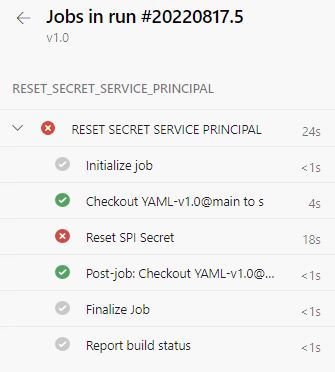 Jobs in run #20220817.5
v1.0
RESET_SECRET_SERVICE_PRINCIPAL
RESET SECRET SERVICE PRINCIPAL 24s
Initialize job <1s
Checkout YAML-v1.0@main to s 4s
Reset SPI Secret 18s
Post-job: Checkout YAML-v1.0@... <1s
Finalize Job <1s
Report build status <1s